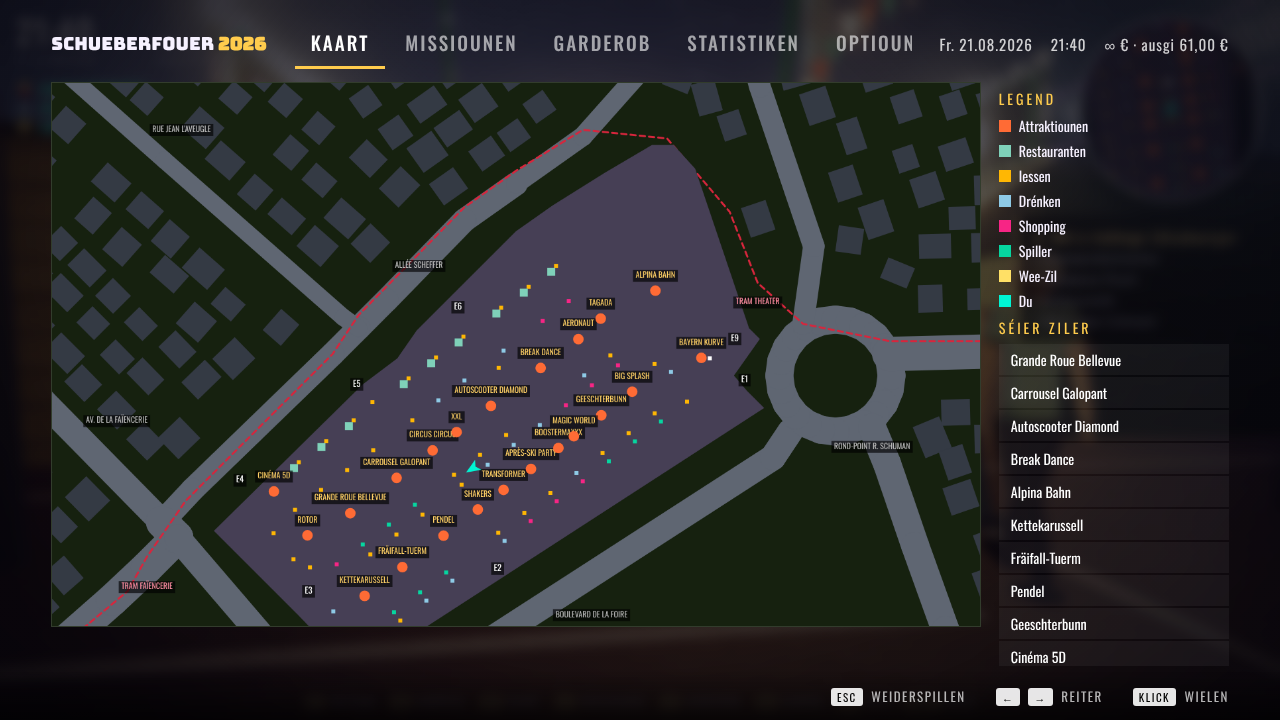 SCHUEBERFOUER 2026
KAART
MISSIOUNEN
GARDEROB
STATISTIKEN
OPTIOUN
Fr. 21.08.2026
21:40
∞ € · ausgi 61,00 €
RUE JEAN L'AVEUGLE
ALLÉE SCHEFFER
ALPINA BAHN
TAGADA
TRAM THEATER
E6
AERONAUT
BAYERN KURVE
E9
BREAK DANCE
BIG SPLASH
E1
E5
AUTOSCOOTER DIAMOND
GEESCHTERBUNN
AV. DE LA FAÏENCERIE
XXL
MAGIC WORLD
CIRCUS
ROND-POINT R. SCHUMAN
APRÈS-SKI PARTY
CARROUSEL GALOPANT
E4
CINÉMA 5D
TRANSFORMER
GRANDE ROUE BELLEVUE
SHAKERS
ROTOR
PENDEL
FRÄIFALL-TUERM
E2
TRAM FAÏENCERIE
KETTEKARUSSELL
E3
BOULEVARD DE LA FOIRE
LEGEND
Attraktiounen
Restauranten
Iessen
Drénken
Shopping
Spiller
Wee-Zil
Du
SÉIER ZILER
Grande Roue Bellevue
Carrousel Galopant
Autoscooter Diamond
Break Dance
Alpina Bahn
Kettekarussell
Fräifall-Tuerm
Pendel
Geeschterbunn
Cinéma 5D
ESC WEIDERSPILLEN
← → REITER
KLICK WIELEN